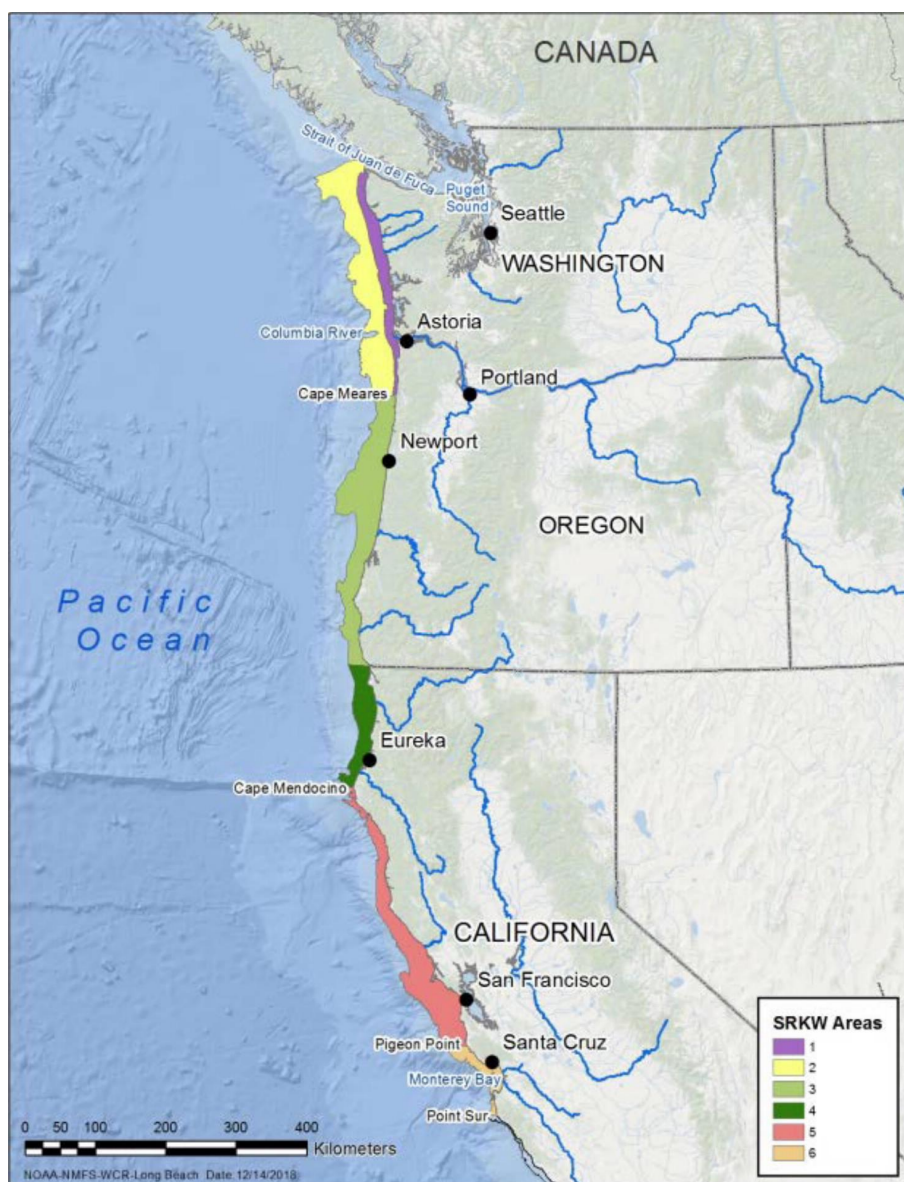 CANADA
Strait of Juan de Fuca
Puget
Sound
Seattle
WASHINGTON
Columbia River
Astoria
Portland
Cape Meares
Newport
OREGON
Pacific
Ocean
Eureka
Cape Mendocino
CALIFORNIA
San Francisco
Pigeon Point
Santa Cruz
Monterey Bay
Point Sur
SRKW Areas
1
2
3
4
5
6
0 50 100 200 300 400
Kilometers
NOAA-NMFS-WCR-Long Beach Date:12/14/2018